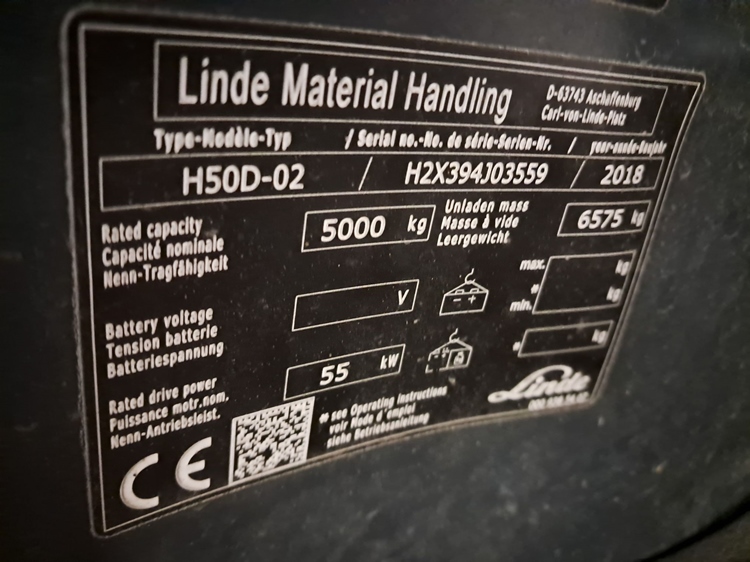 Linde Material Handling
D-63743 Aschaffenburg
Carl-von-Linde-Platz
Type-Modèle-Typ / Serial no.-No. de série-Serien-Nr. / year-année-Baujahr
H50D-02 / H2X394J03559 / 2018
Rated capacity
Capacité nominale
Nenn-Tragfähigkeit
5000 kg
Unladen mass
Masse à vide
Leergewicht
6575 kg
Battery voltage
Tension batterie
Batteriespannung
V
- +
max. kg
*
min. kg
Rated drive power
Puissance motr.nom.
Nenn-Antriebsleist.
55 kW
* kg
* see Operating instructions
voir Mode d'emploi
siehe Betriebsanleitung
Linde
CE